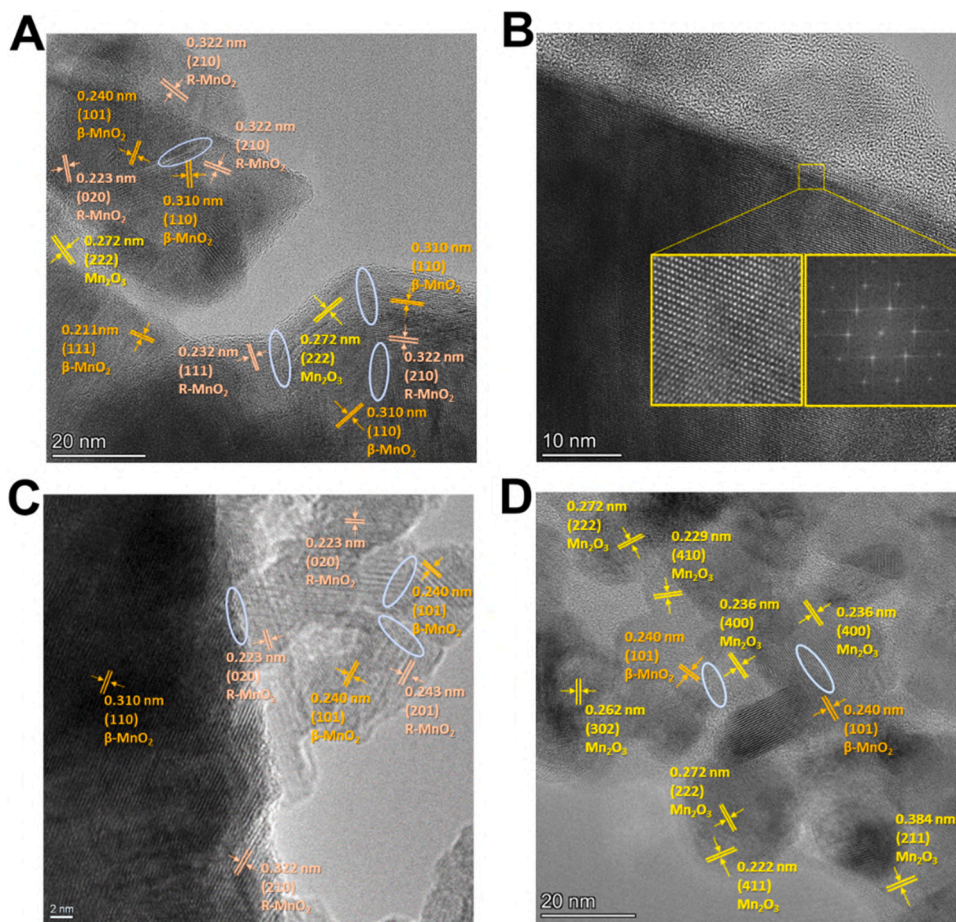 A
0.322 nm
(210)
R-MnO₂
0.240 nm
(101)
β-MnO₂
0.322 nm
(210)
R-MnO₂
0.223 nm
(020)
R-MnO₂
0.310 nm
(110)
β-MnO₂
0.272 nm
(222)
Mn₂O₃
0.310 nm
(110)
β-MnO₂
0.211nm
(111)
β-MnO₂
0.232 nm
(111)
R-MnO₂
0.272 nm
(222)
Mn₂O₃
0.322 nm
(210)
R-MnO₂
0.310 nm
(110)
β-MnO₂
20 nm
B
10 nm
C
0.223 nm
(020)
R-MnO₂
0.240 nm
(101)
β-MnO₂
0.223 nm
(020)
R-MnO₂
0.310 nm
(110)
β-MnO₂
0.240 nm
(101)
β-MnO₂
0.243 nm
(201)
R-MnO₂
0.322 nm
(210)
R-MnO₂
2 nm
D
0.272 nm
(222)
Mn₂O₃
0.229 nm
(410)
Mn₂O₃
0.236 nm
(400)
Mn₂O₃
0.236 nm
(400)
Mn₂O₃
0.240 nm
(101)
β-MnO₂
0.262 nm
(302)
Mn₂O₃
0.240 nm
(101)
β-MnO₂
0.272 nm
(222)
Mn₂O₃
0.384 nm
(211)
Mn₂O₃
0.222 nm
(411)
Mn₂O₃
20 nm